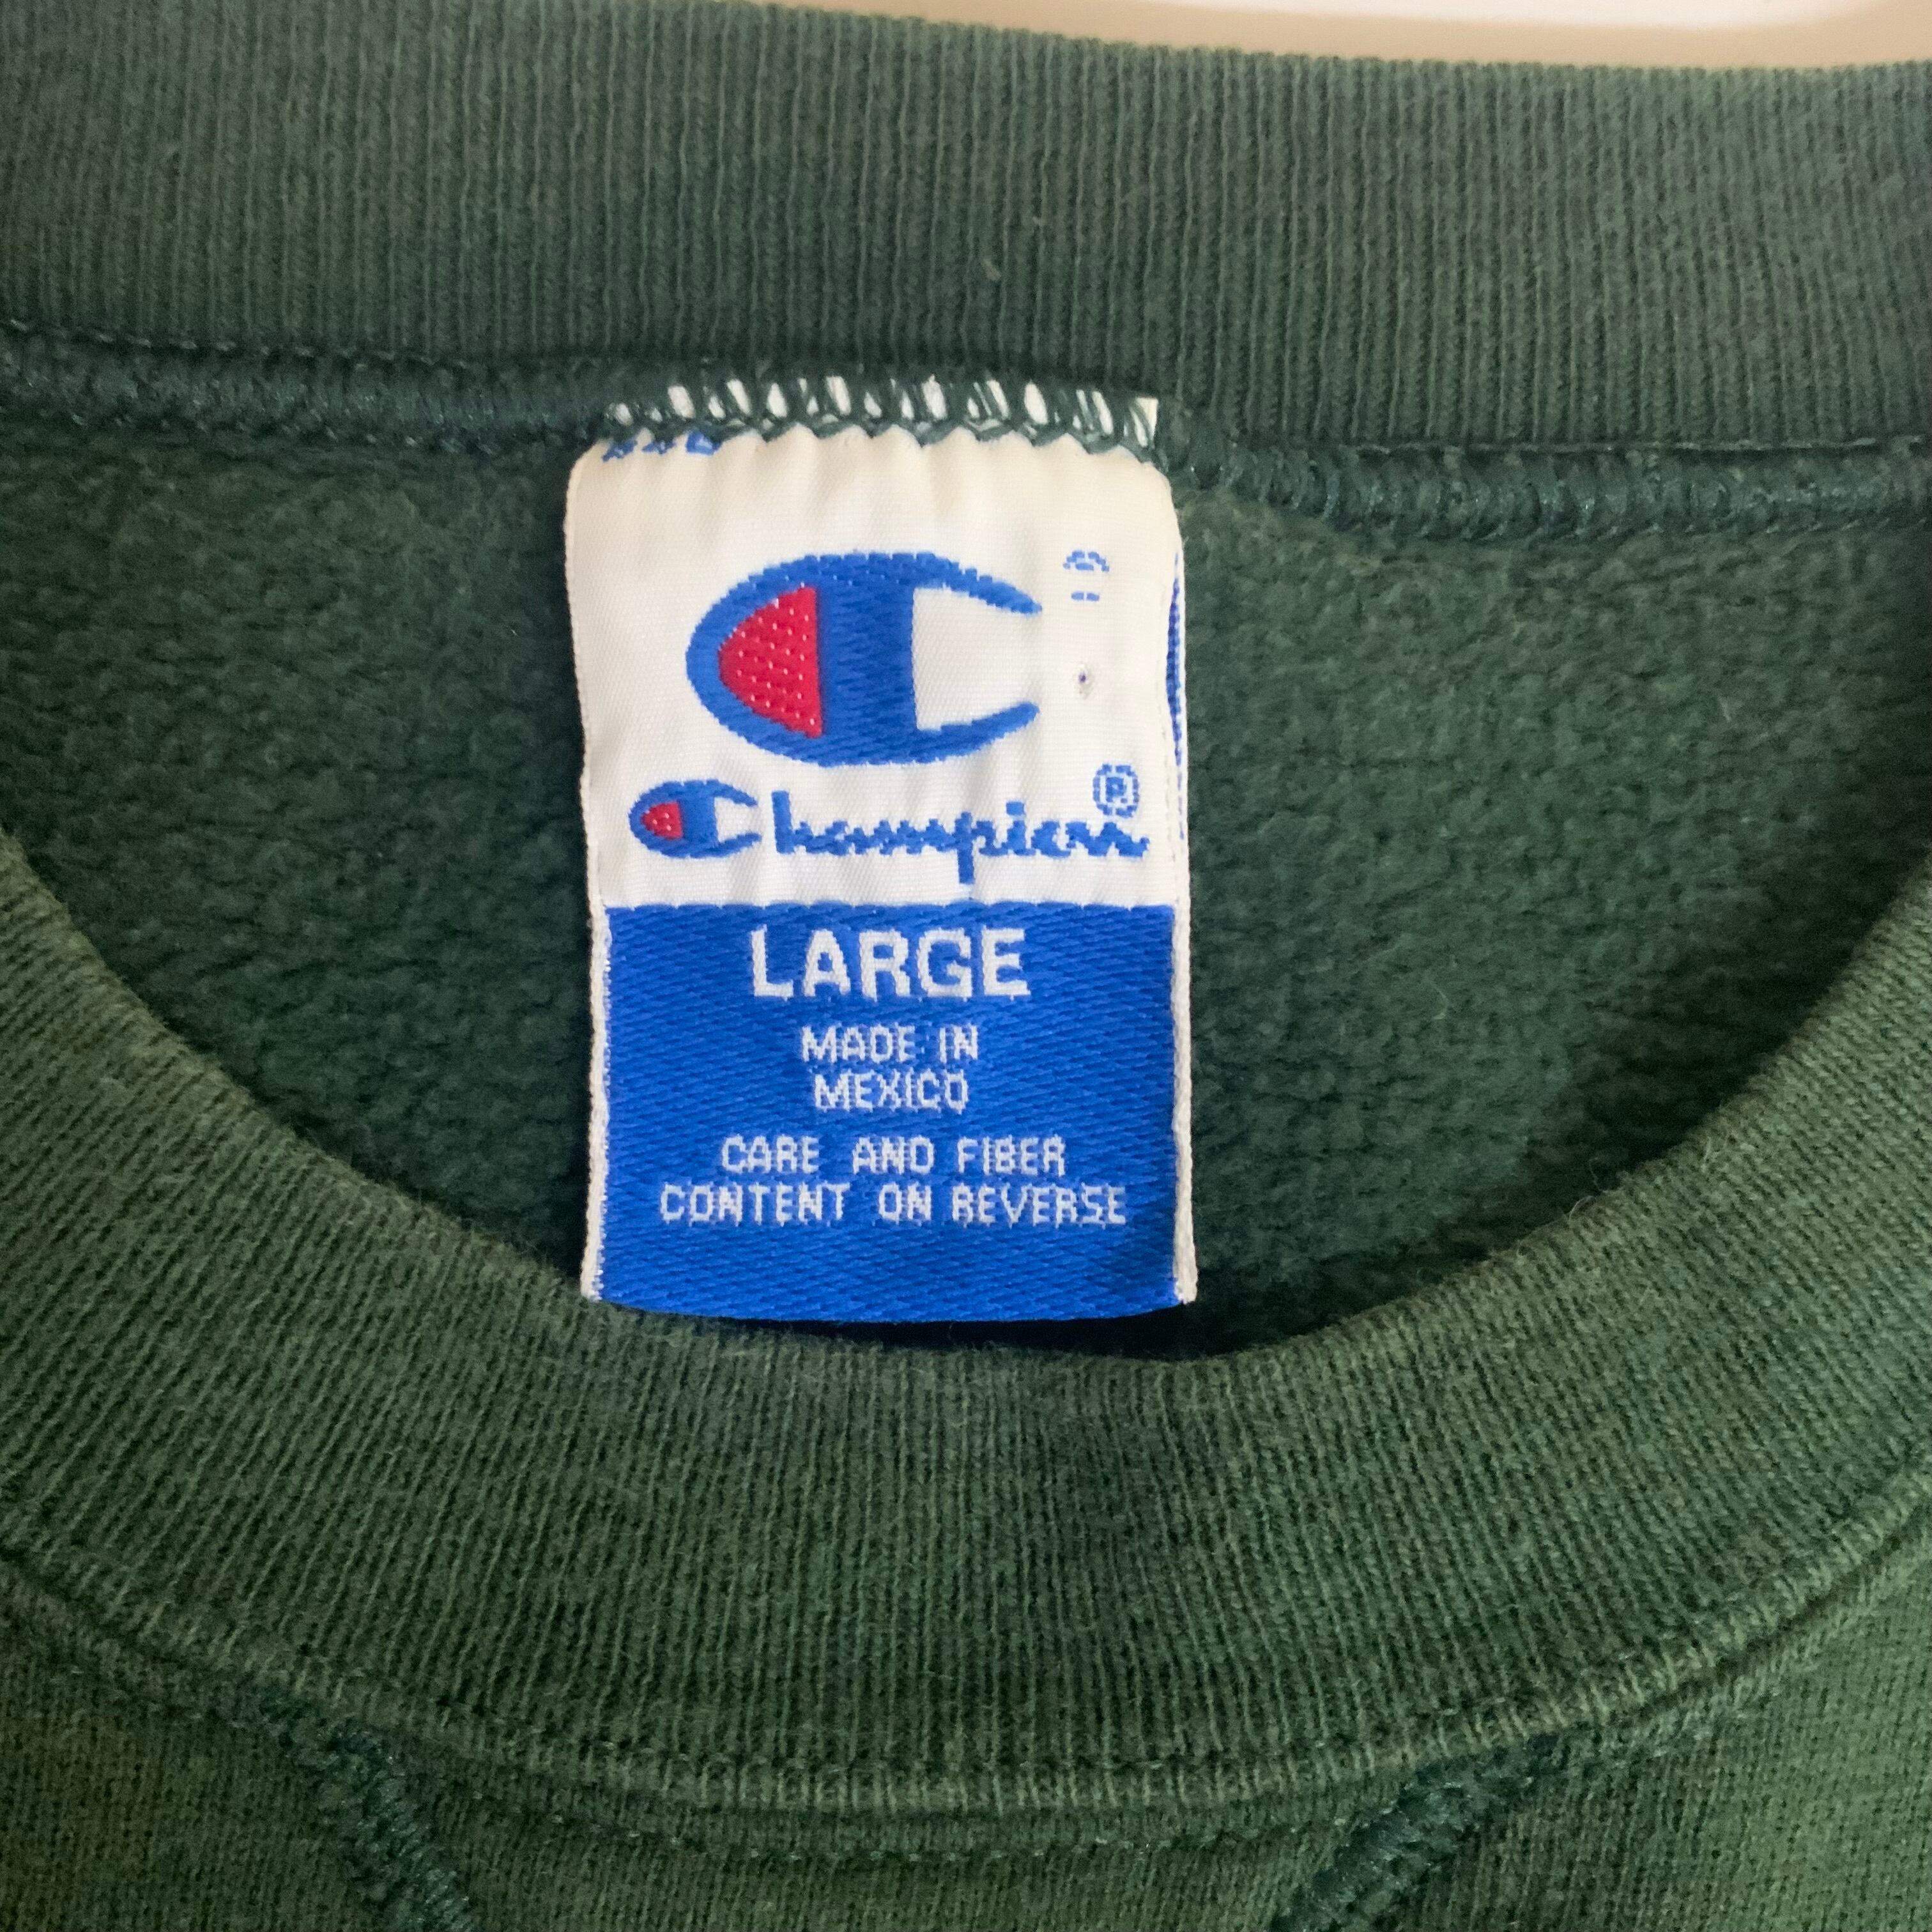 Champion®
LARGE
MADE IN
MEXICO
CARE AND FIBER
CONTENT ON REVERSE